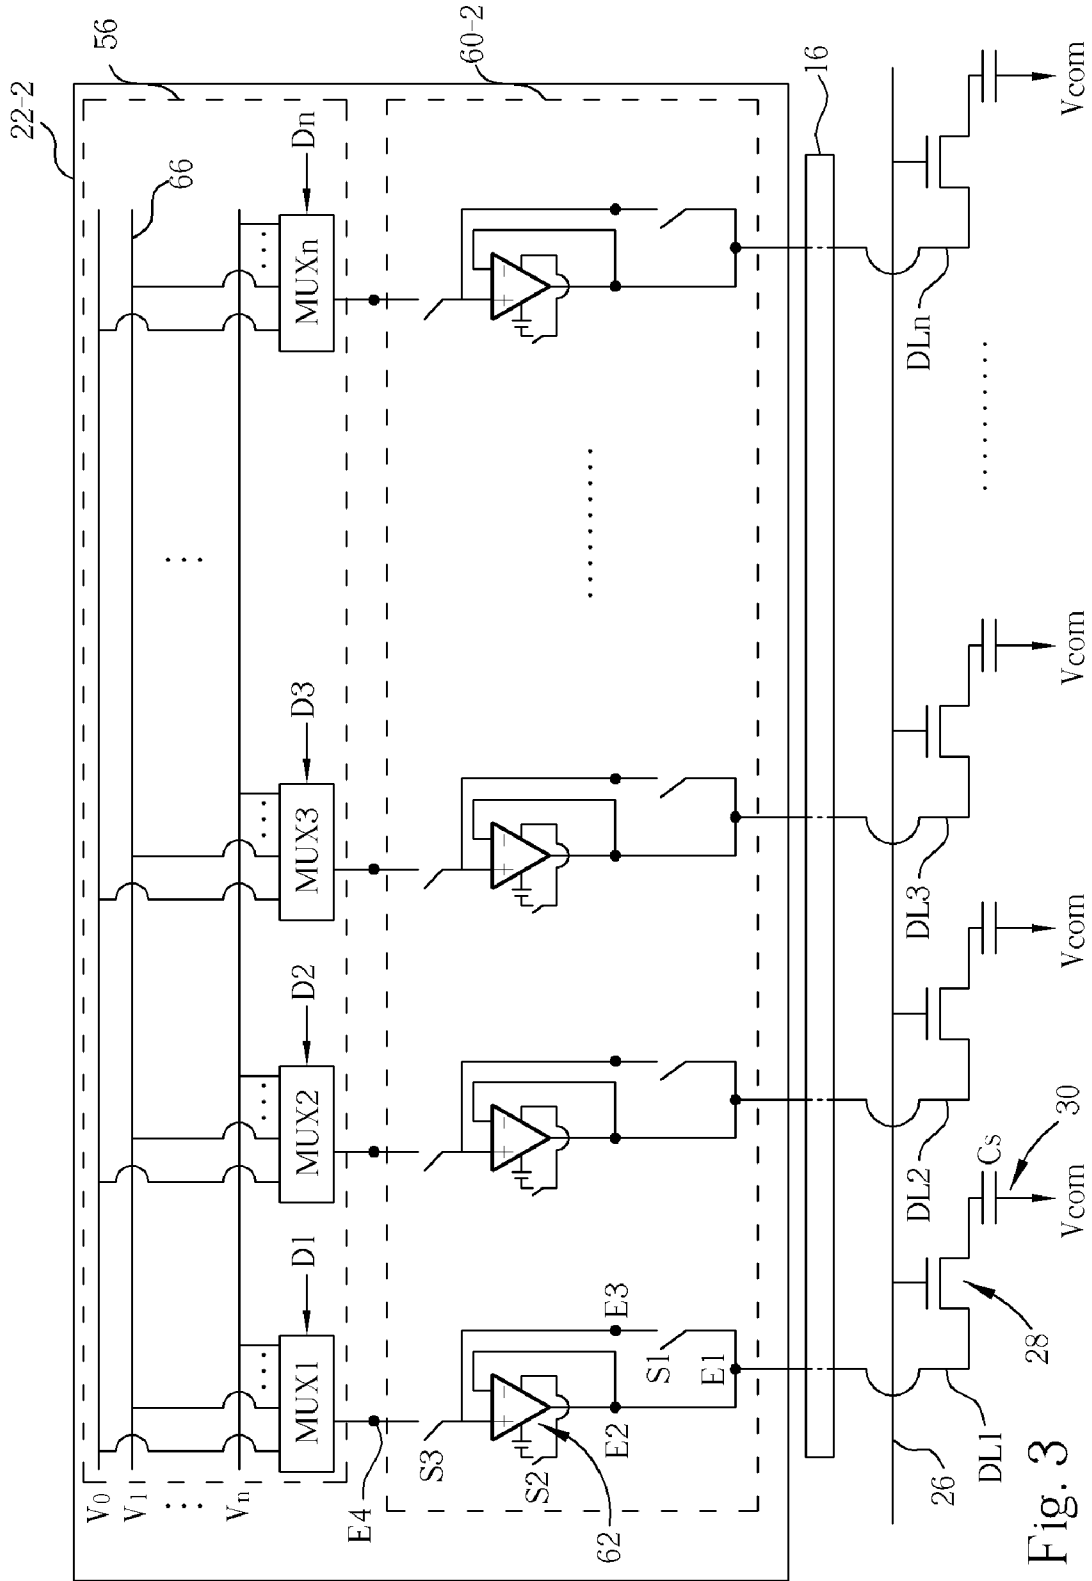 22-2
56
60-2
16
V0
V1
⋮
Vn
66
D1
D2
D3
Dn
MUX1
MUX2
MUX3
MUXn
E4
S3
S2
62
E2
E3
S1
E1
26
DL1
DL2
DL3
DLn
28
Cs
30
Vcom
Vcom
Vcom
Vcom
Vcom
Fig. 3